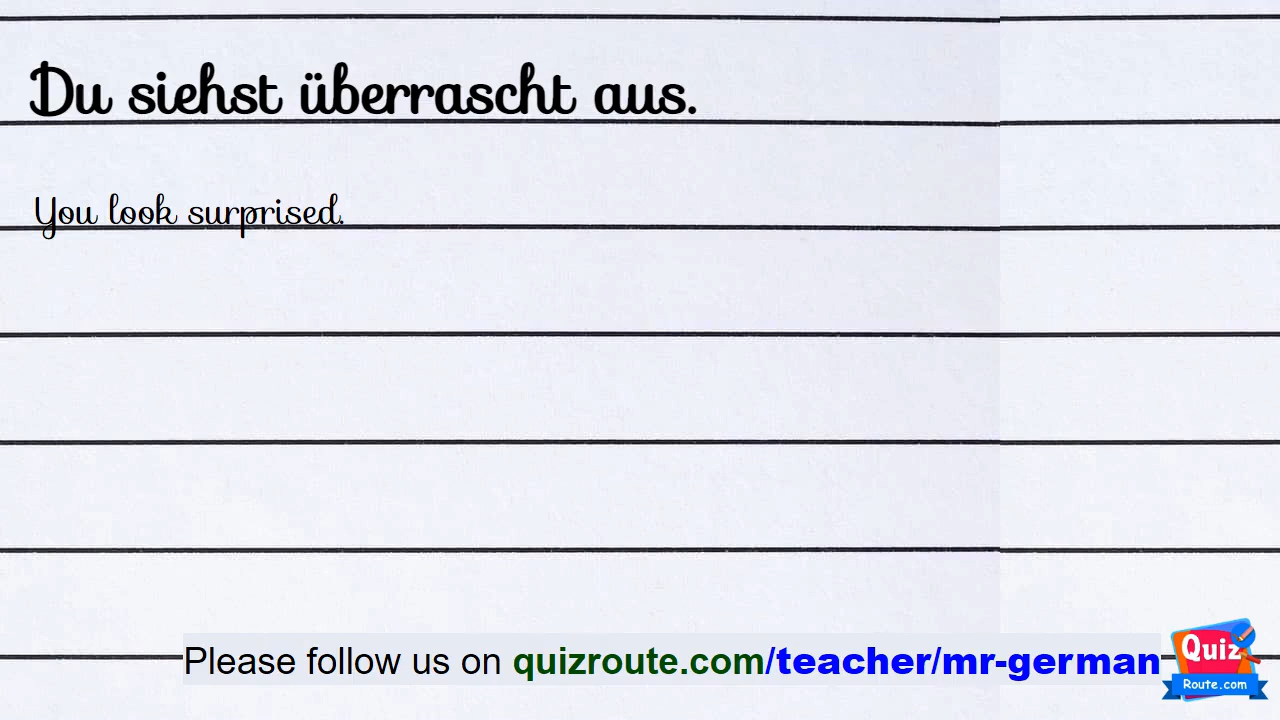 Du siehst überrascht aus.
You look surprised.
Please follow us on quizroute.com/teacher/mr-german
Quiz
Route.com